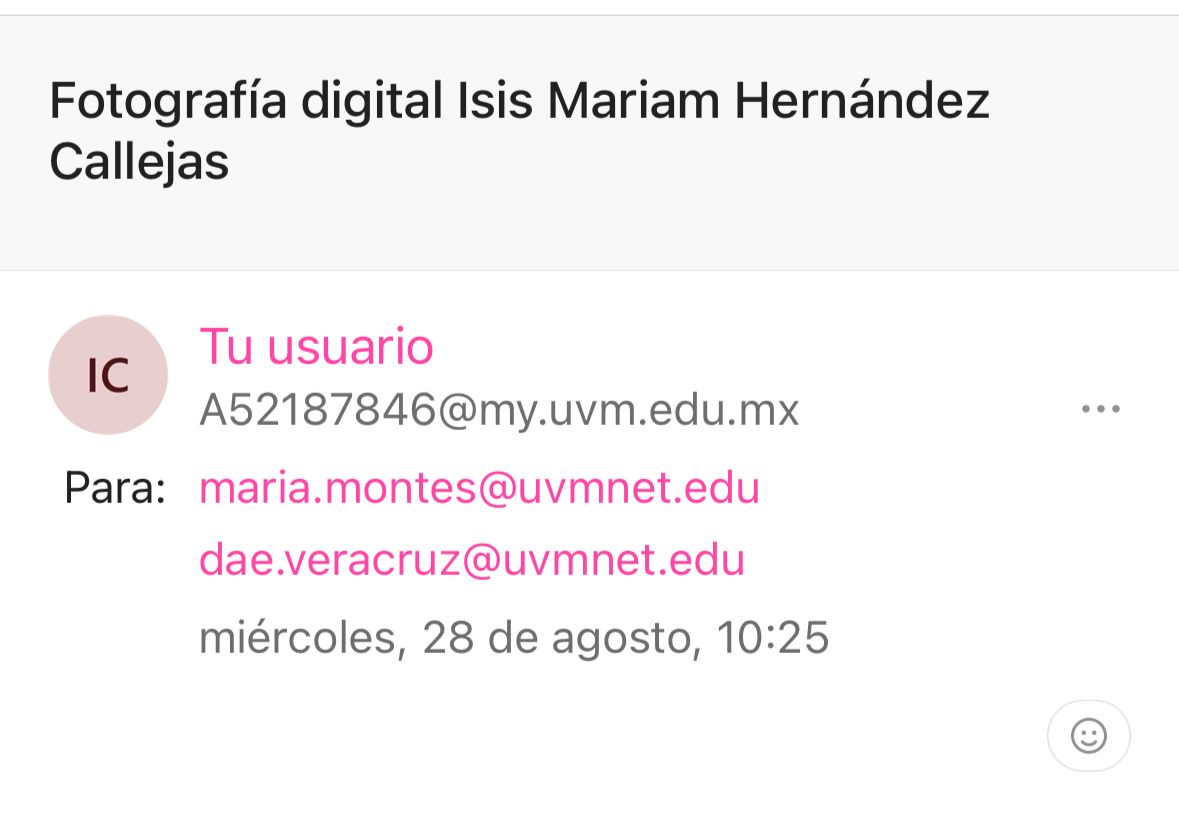 Fotografía digital Isis Mariam Hernández
Callejas
IC
Tu usuario
A52187846@my.uvm.edu.mx
Para: maria.montes@uvmnet.edu
dae.veracruz@uvmnet.edu
miércoles, 28 de agosto, 10:25